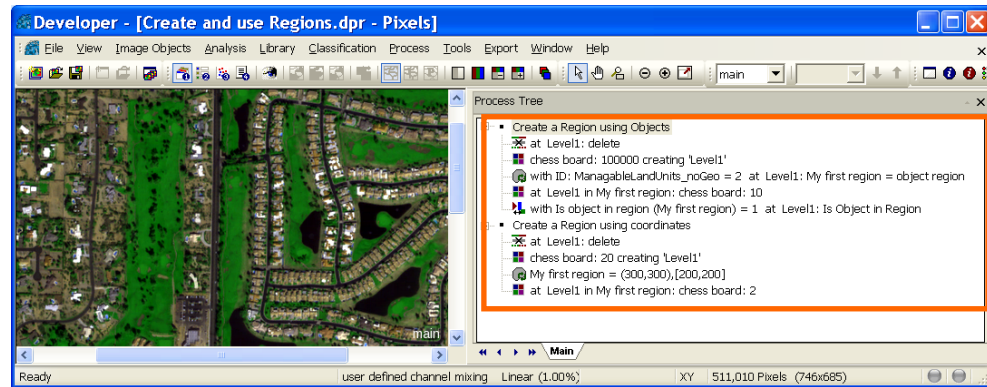 Developer - [Create and use Regions.dpr - Pixels]
File View Image Objects Analysis Library Classification Process Tools Export Window Help
main
Process Tree
Create a Region using Objects
at Level1: delete
chess board: 100000 creating 'Level1'
with ID: ManagableLandUnits_noGeo = 2 at Level1: My first region = object region
at Level1 in My first region: chess board: 10
with Is object in region (My first region) = 1 at Level1: Is Object in Region
Create a Region using coordinates
at Level1: delete
chess board: 20 creating 'Level1'
My first region = (300,300),[200,200]
at Level1 in My first region: chess board: 2
main
Main
Ready user defined channel mixing Linear (1.00%) XY 511,010 Pixels (746x685)